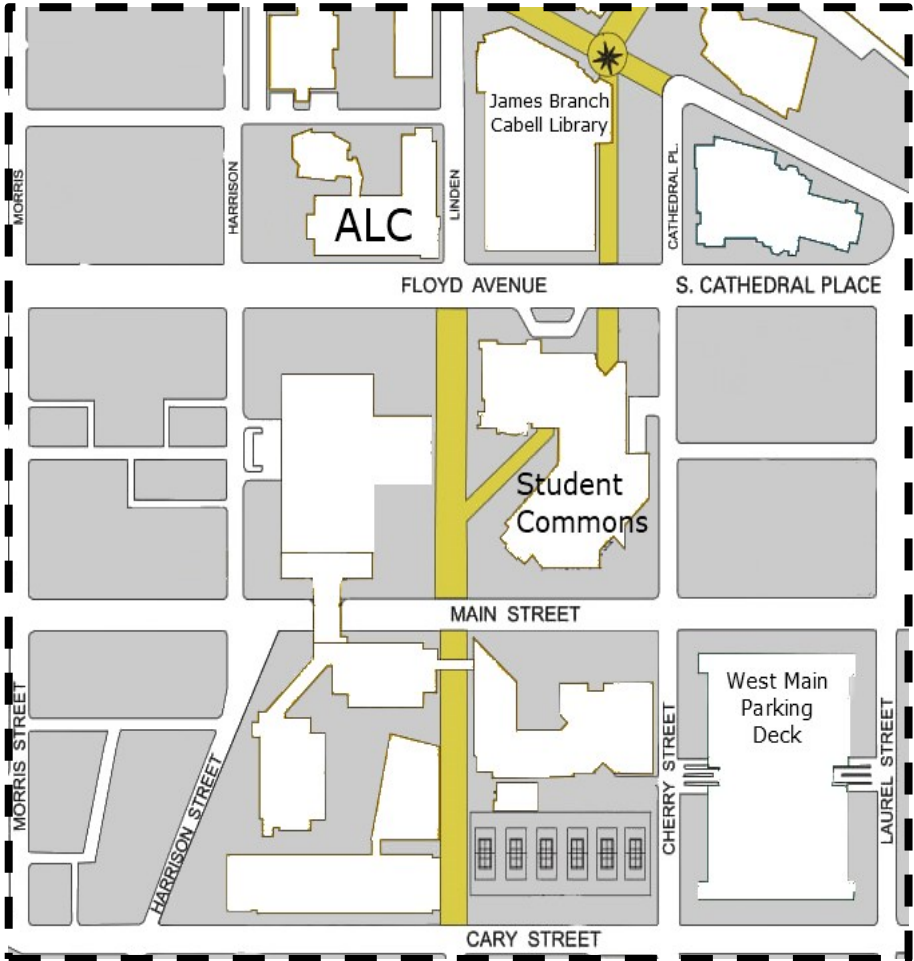 James Branch
Cabell Library
MORRIS
HARRISON
ALC
LINDEN
CATHEDRAL PL.
FLOYD AVENUE
S. CATHEDRAL PLACE
Student
Commons
MAIN STREET
MORRIS STREET
HARRISON STREET
West Main
Parking
Deck
CHERRY STREET
LAUREL STREET
CARY STREET